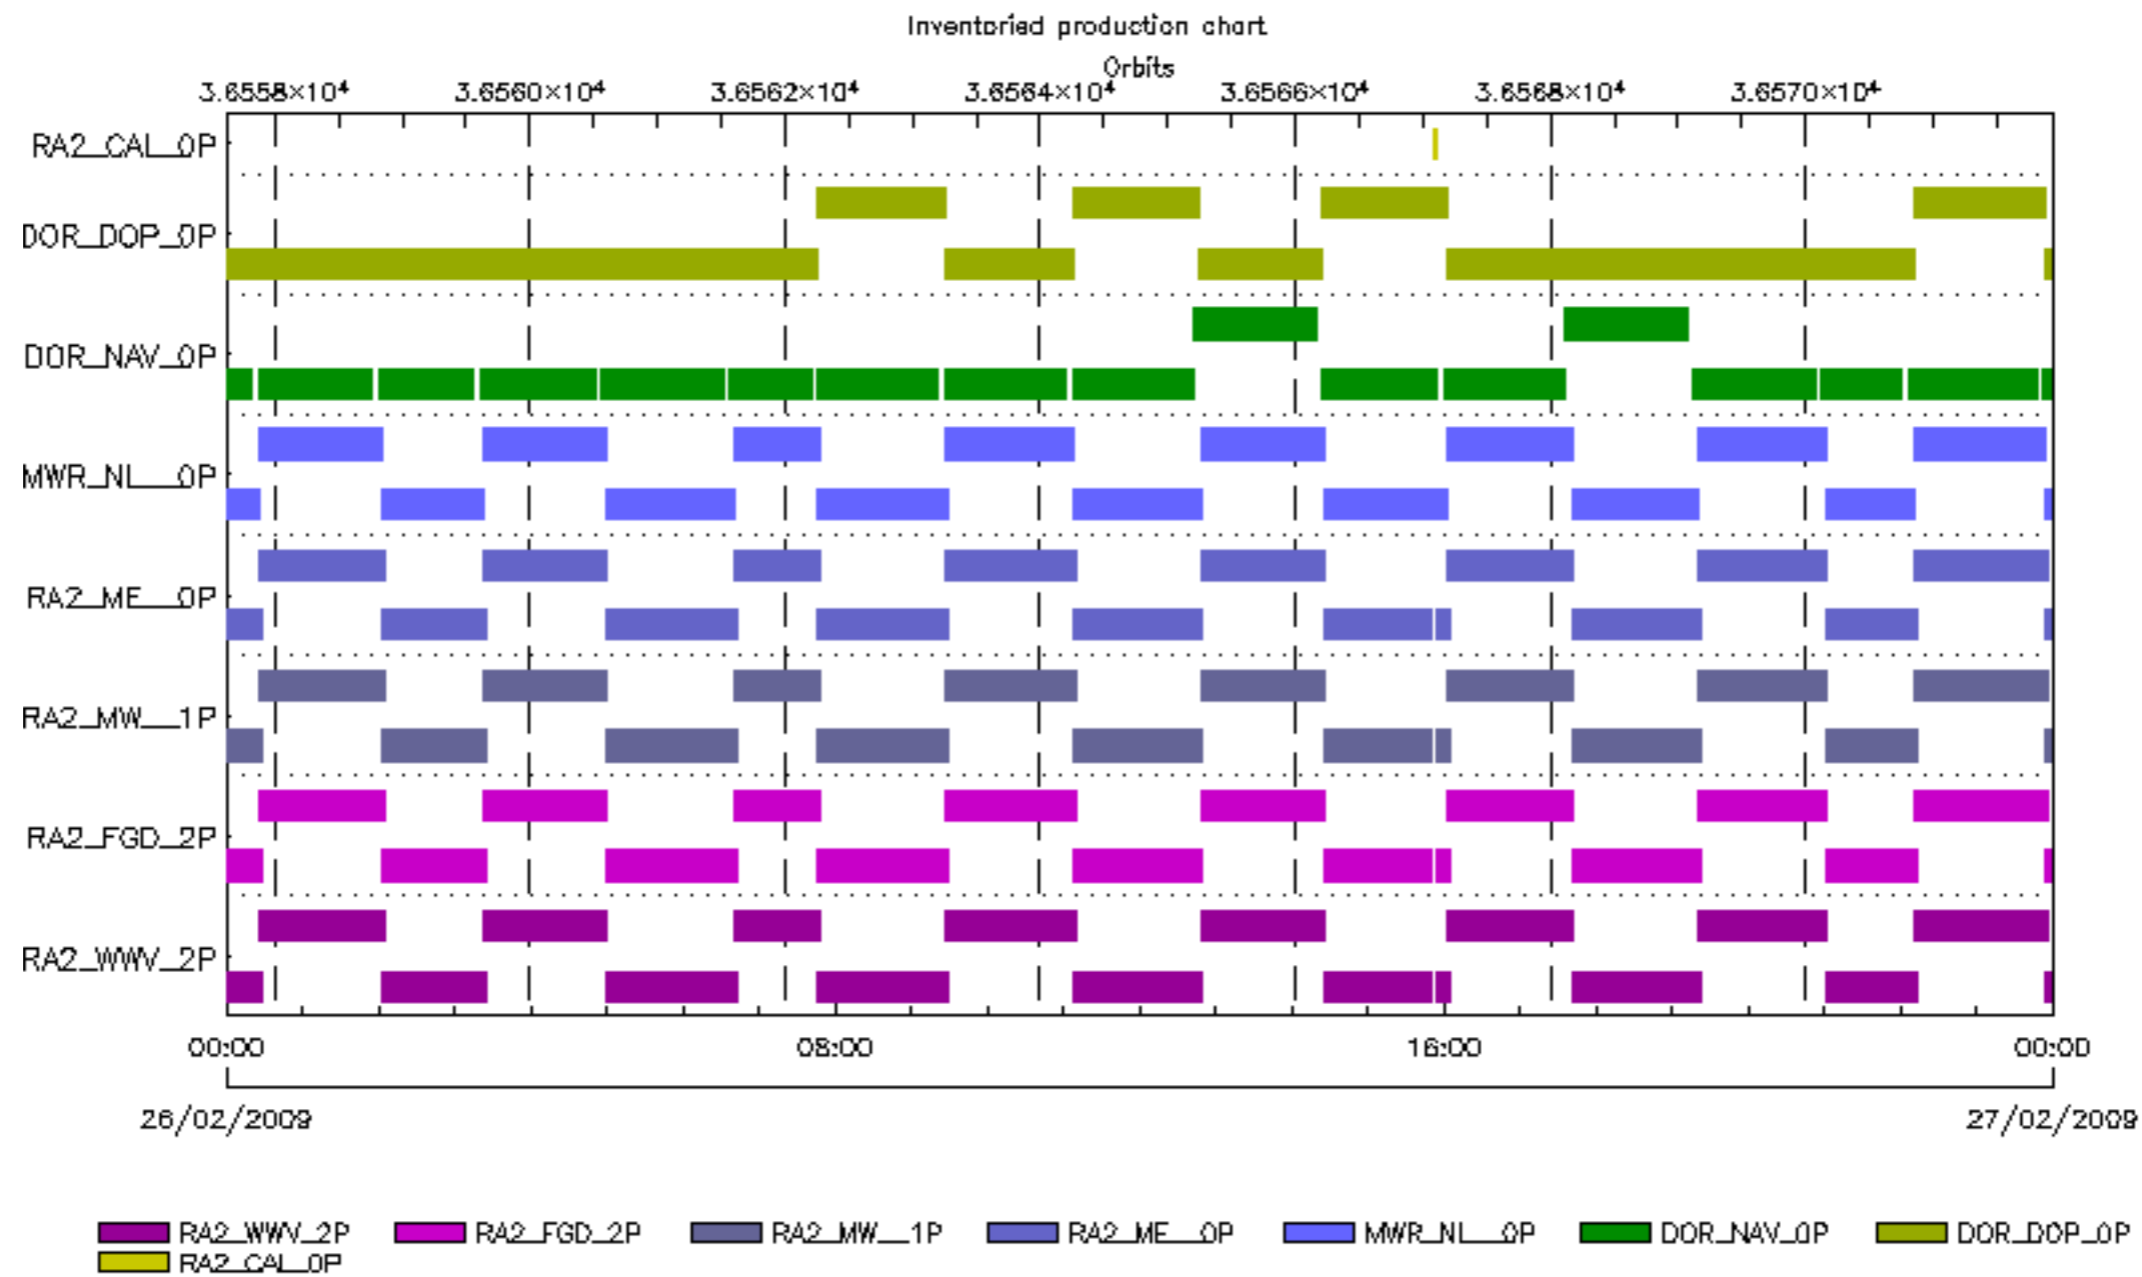 Inventoried production chart
Orbits
3.6558×10⁴ 3.6560×10⁴ 3.6562×10⁴ 3.6564×10⁴ 3.6566×10⁴ 3.6568×10⁴ 3.6570×10⁴
RA2_CAL_0P
DOR_DOP_0P
DOR_NAV_0P
MWR_NL__0P
RA2_ME__0P
RA2_MW__1P
RA2_FGD_2P
RA2_WWV_2P
00:00 08:00 16:00 00:00
26/02/2009 27/02/2009
RA2_WWV_2P RA2_FGD_2P RA2_MW__1P RA2_ME__0P MWR_NL__0P DOR_NAV_0P DOR_DOP_0P
RA2_CAL_0P